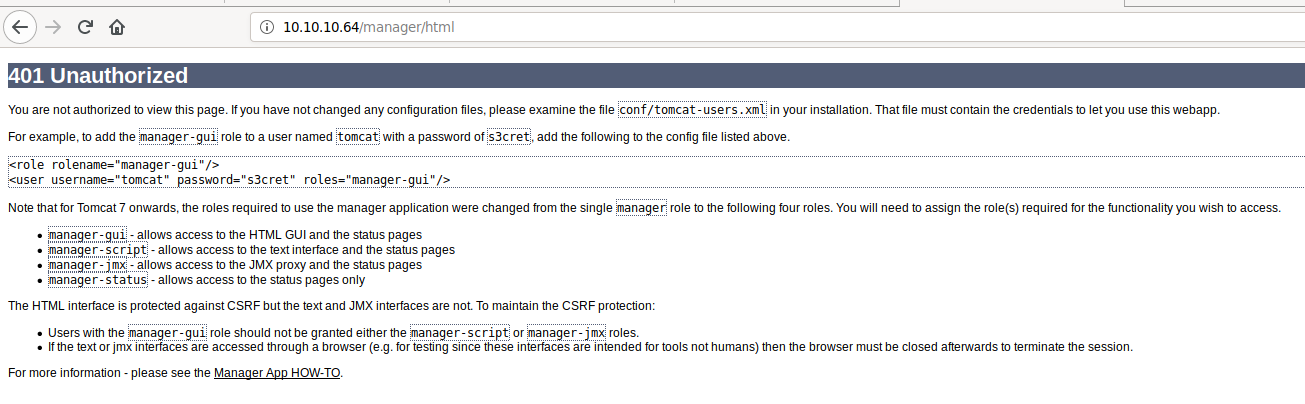 10.10.10.64/manager/html
401 Unauthorized
You are not authorized to view this page. If you have not changed any configuration files, please examine the file conf/tomcat-users.xml in your installation. That file must contain the credentials to let you use this webapp.
For example, to add the manager-gui role to a user named tomcat with a password of s3cret, add the following to the config file listed above.
<role rolename="manager-gui"/>
<user username="tomcat" password="s3cret" roles="manager-gui"/>
Note that for Tomcat 7 onwards, the roles required to use the manager application were changed from the single manager role to the following four roles. You will need to assign the role(s) required for the functionality you wish to access.
• manager-gui - allows access to the HTML GUI and the status pages
• manager-script - allows access to the text interface and the status pages
• manager-jmx - allows access to the JMX proxy and the status pages
• manager-status - allows access to the status pages only
The HTML interface is protected against CSRF but the text and JMX interfaces are not. To maintain the CSRF protection:
• Users with the manager-gui role should not be granted either the manager-script or manager-jmx roles.
• If the text or jmx interfaces are accessed through a browser (e.g. for testing since these interfaces are intended for tools not humans) then the browser must be closed afterwards to terminate the session.
For more information - please see the Manager App HOW-TO.